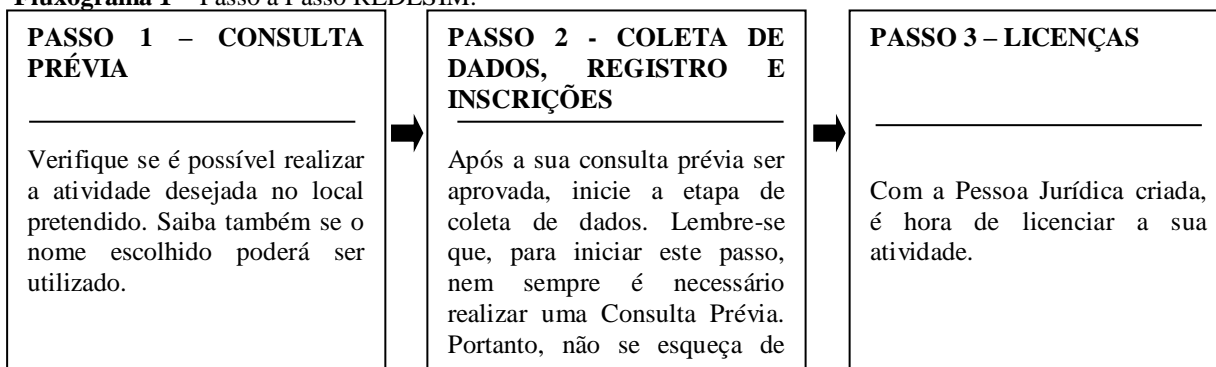 Fluxograma 1 – Passo a Passo REDESIM.
PASSO 1 – CONSULTA
PRÉVIA
Verifique se é possível realizar
a atividade desejada no local
pretendido. Saiba também se o
nome escolhido poderá ser
utilizado.
PASSO 2 - COLETA DE
DADOS, REGISTRO E
INSCRIÇÕES
Após a sua consulta prévia ser
aprovada, inicie a etapa de
coleta de dados. Lembre-se
que, para iniciar este passo,
nem sempre é necessário
realizar uma Consulta Prévia.
Portanto, não se esqueça de
PASSO 3 – LICENÇAS
Com a Pessoa Jurídica criada,
é hora de licenciar a sua
atividade.